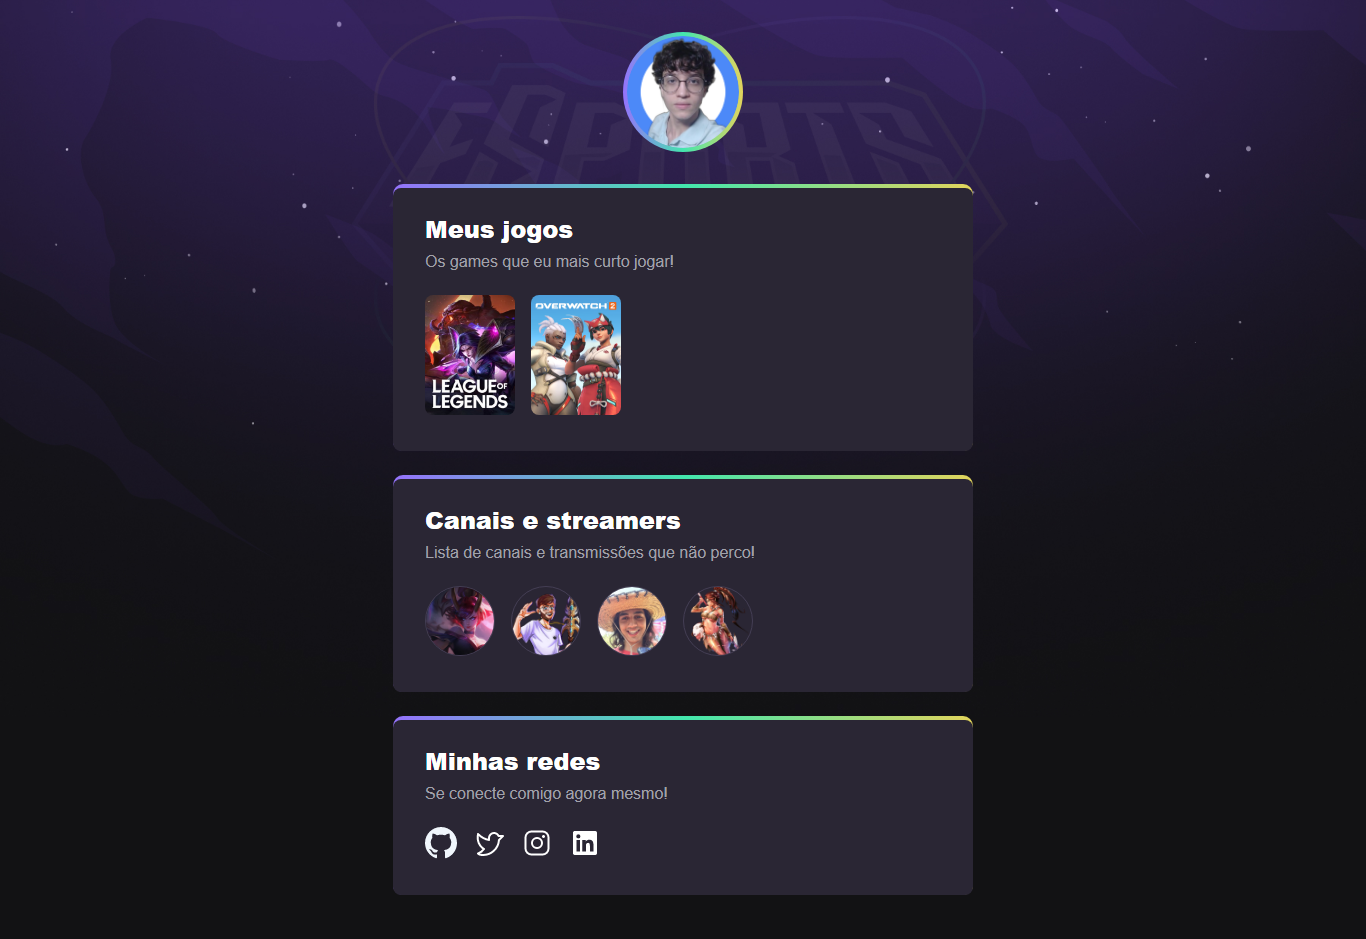 ESPORTS
Meus jogos
Os games que eu mais curto jogar!
LEAGUE OF
LEGENDS
OVERWATCH 2
Canais e streamers
Lista de canais e transmissões que não perco!
Minhas redes
Se conecte comigo agora mesmo!
in